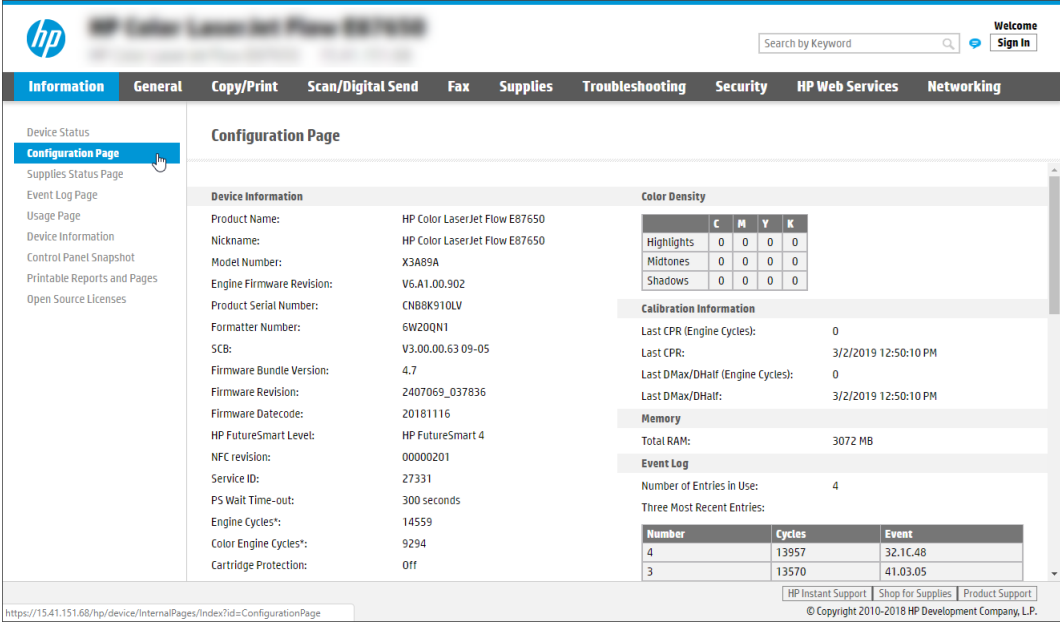 hp
Welcome
Search by Keyword
Sign In
Information General Copy/Print Scan/Digital Send Fax Supplies Troubleshooting Security HP Web Services Networking
Device Status
Configuration Page
Supplies Status Page
Event Log Page
Usage Page
Device Information
Control Panel Snapshot
Printable Reports and Pages
Open Source Licenses
Configuration Page
Device Information
Product Name: HP Color LaserJet Flow E87650
Nickname: HP Color LaserJet Flow E87650
Model Number: X3A89A
Engine Firmware Revision: V6.A1.00.902
Product Serial Number: CNB8K910LV
Formatter Number: 6W20QN1
SCB: V3.00.00.63 09-05
Firmware Bundle Version: 4.7
Firmware Revision: 2407069_037836
Firmware Datecode: 20181116
HP FutureSmart Level: HP FutureSmart 4
NFC revision: 00000201
Service ID: 27331
PS Wait Time-out: 300 seconds
Engine Cycles*: 14559
Color Engine Cycles*: 9294
Cartridge Protection: Off
Color Density
C M Y K
Highlights 0 0 0 0
Midtones 0 0 0 0
Shadows 0 0 0 0
Calibration Information
Last CPR (Engine Cycles): 0
Last CPR: 3/2/2019 12:50:10 PM
Last DMax/DHalf (Engine Cycles): 0
Last DMax/DHalf: 3/2/2019 12:50:10 PM
Memory
Total RAM: 3072 MB
Event Log
Number of Entries in Use: 4
Three Most Recent Entries:
Number Cycles Event
4 13957 32.1C.48
3 13570 41.03.05
HP Instant Support Shop for Supplies Product Support
https://15.41.151.68/hp/device/InternalPages/Index?id=ConfigurationPage
© Copyright 2010-2018 HP Development Company, L.P.